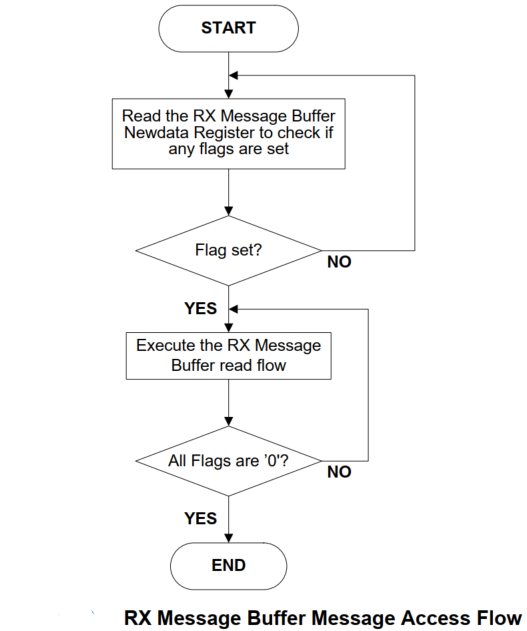 START
Read the RX Message Buffer
Newdata Register to check if
any flags are set
Flag set?
NO
YES
Execute the RX Message
Buffer read flow
All Flags are '0'?
NO
YES
END
RX Message Buffer Message Access Flow